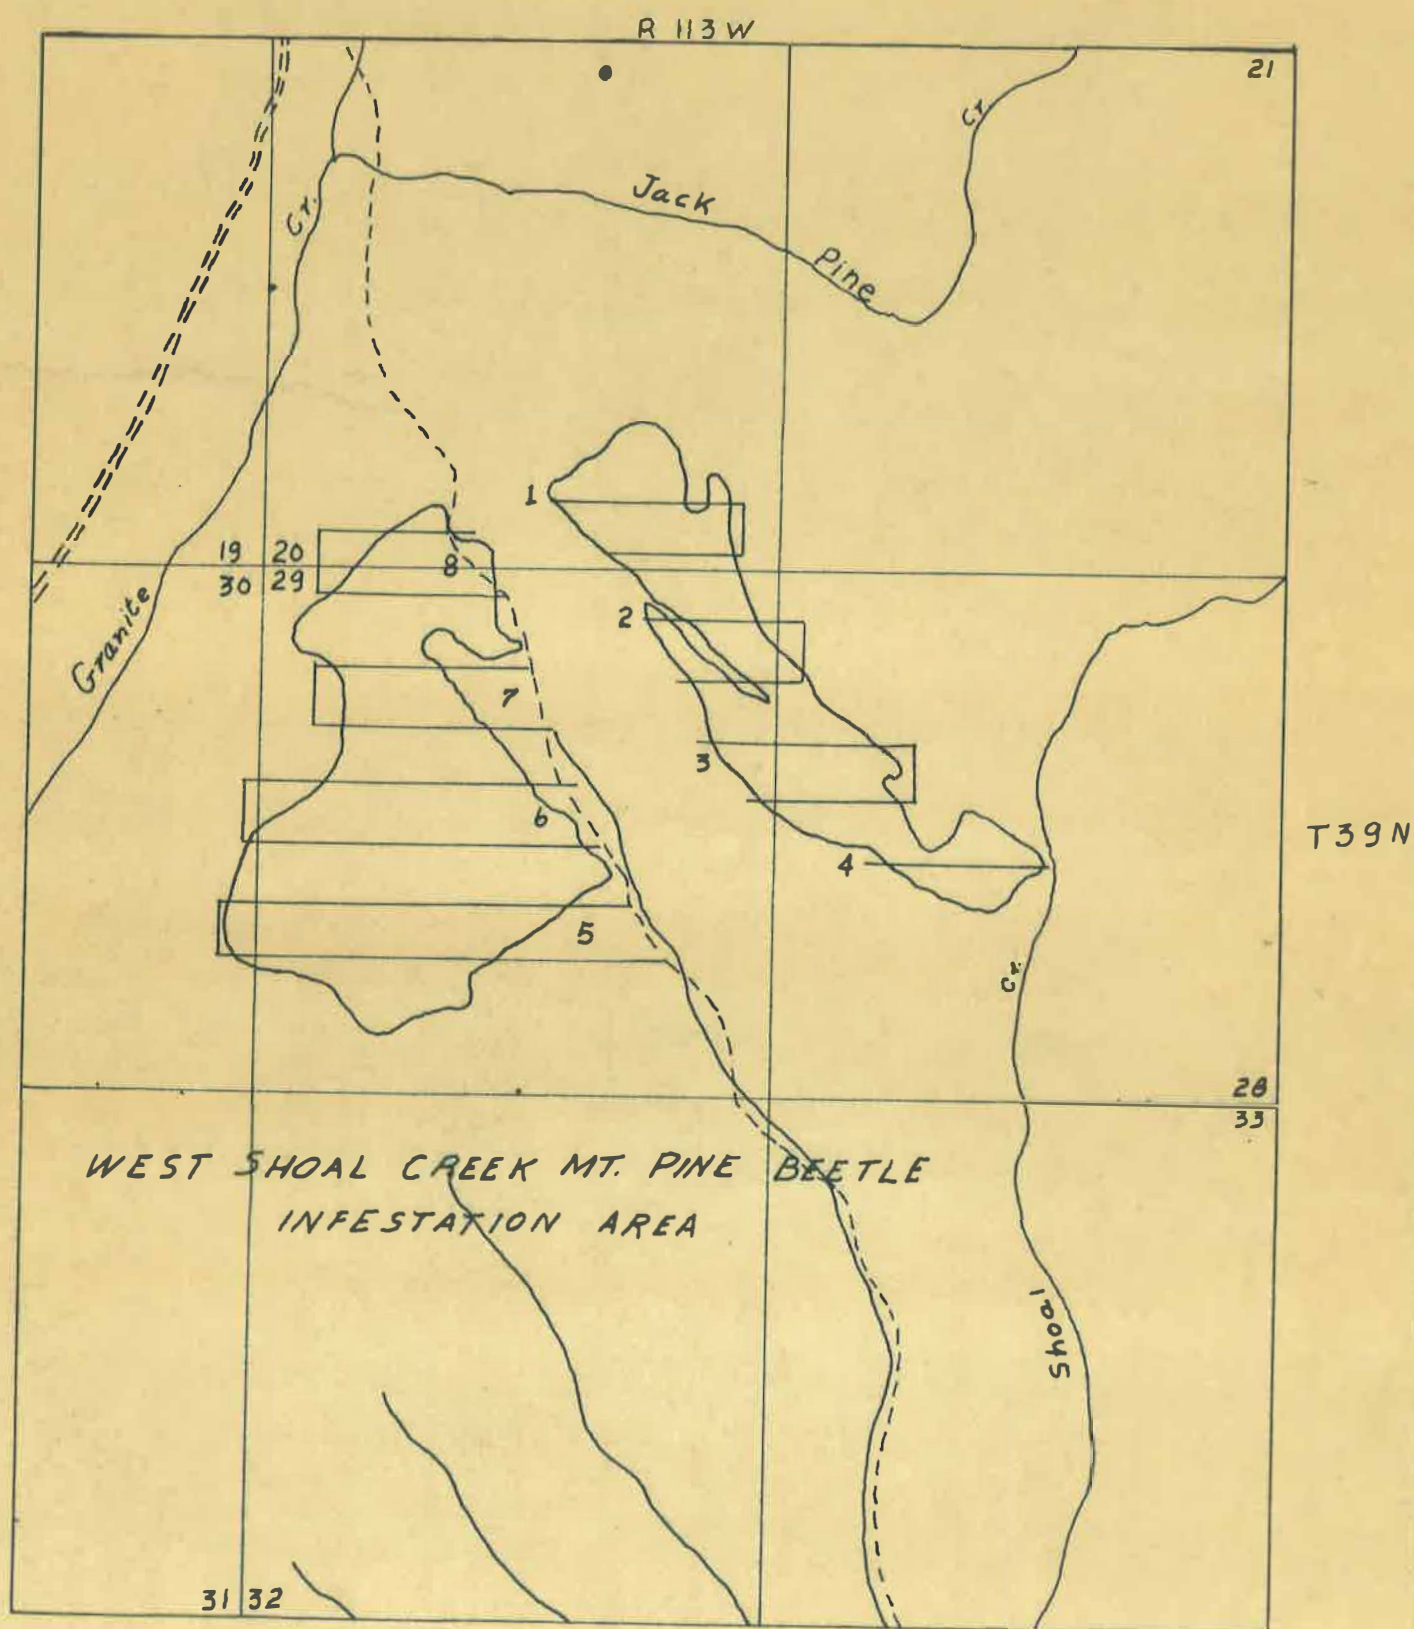 R 113 W
21
Cr.
Jack
Pine
Cr.
1
19 20
30 29
8
2
Granite
7
3
6
T39N
4
5
Cr.
28
33
WEST SHOAL CREEK MT. PINE BEETLE
INFESTATION AREA
Shoal
31 32